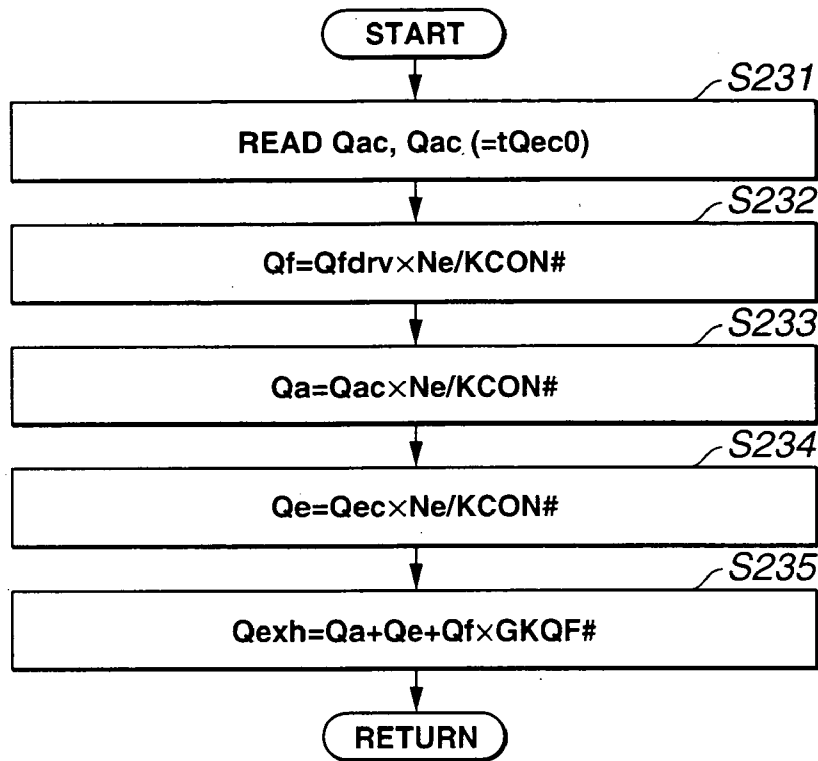 START
S231
READ Qac, Qac (=tQec0)
S232
Qf=Qfdrv×Ne/KCON#
S233
Qa=Qac×Ne/KCON#
S234
Qe=Qec×Ne/KCON#
S235
Qexh=Qa+Qe+Qf×GKQF#
RETURN